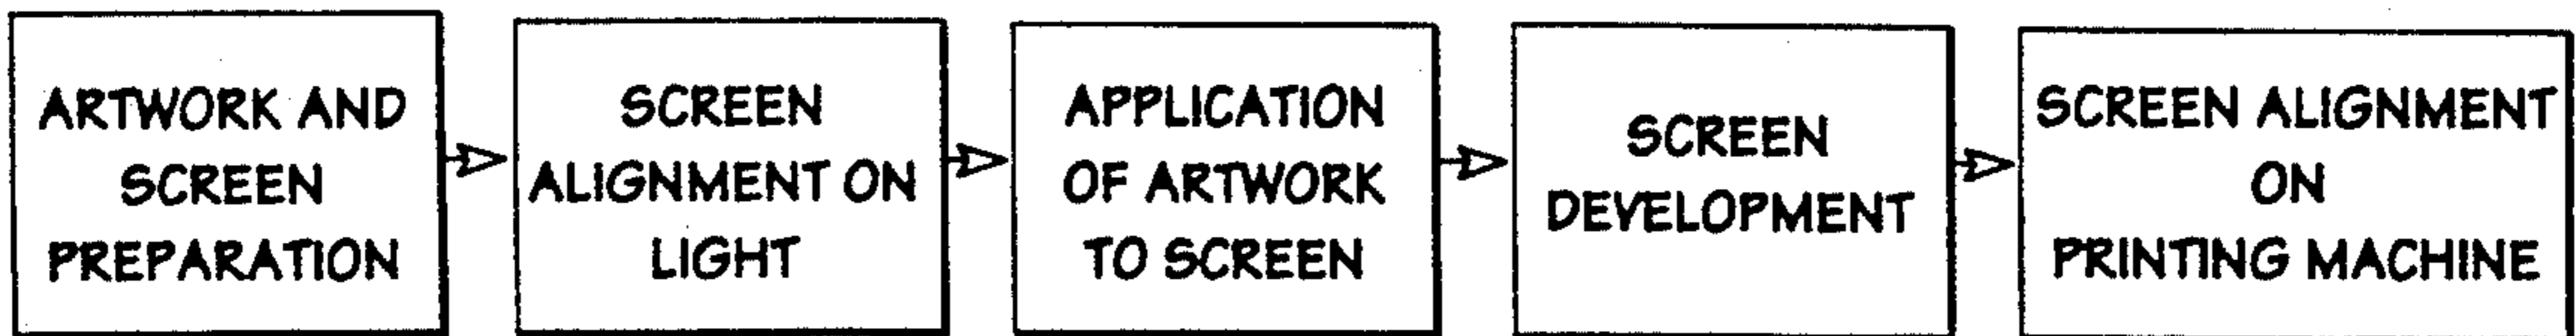 ARTWORK AND
SCREEN
PREPARATION
SCREEN
ALIGNMENT ON
LIGHT
APPLICATION
OF ARTWORK
TO SCREEN
SCREEN
DEVELOPMENT
SCREEN ALIGNMENT
ON
PRINTING MACHINE